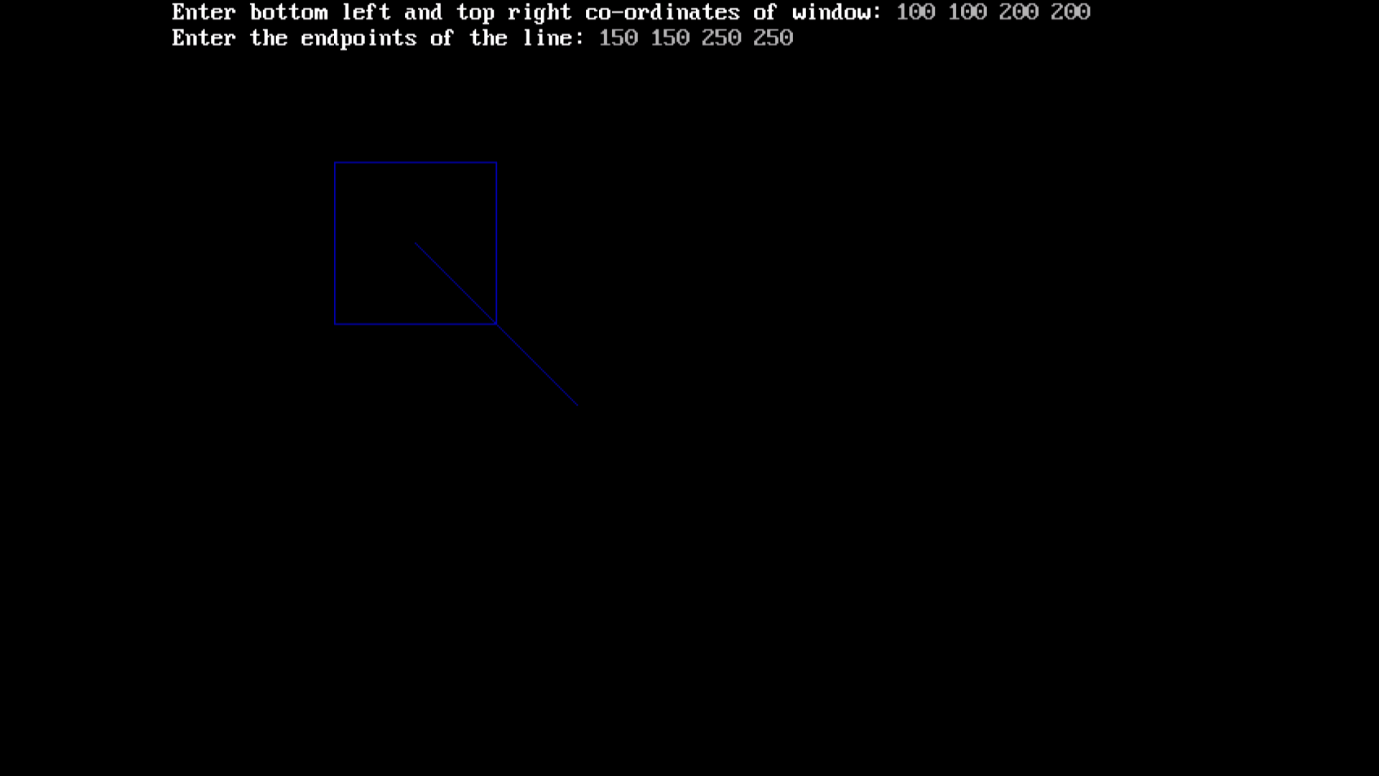 Enter bottom left and top right co-ordinates of window: 100 100 200 200
Enter the endpoints of the line: 150 150 250 250